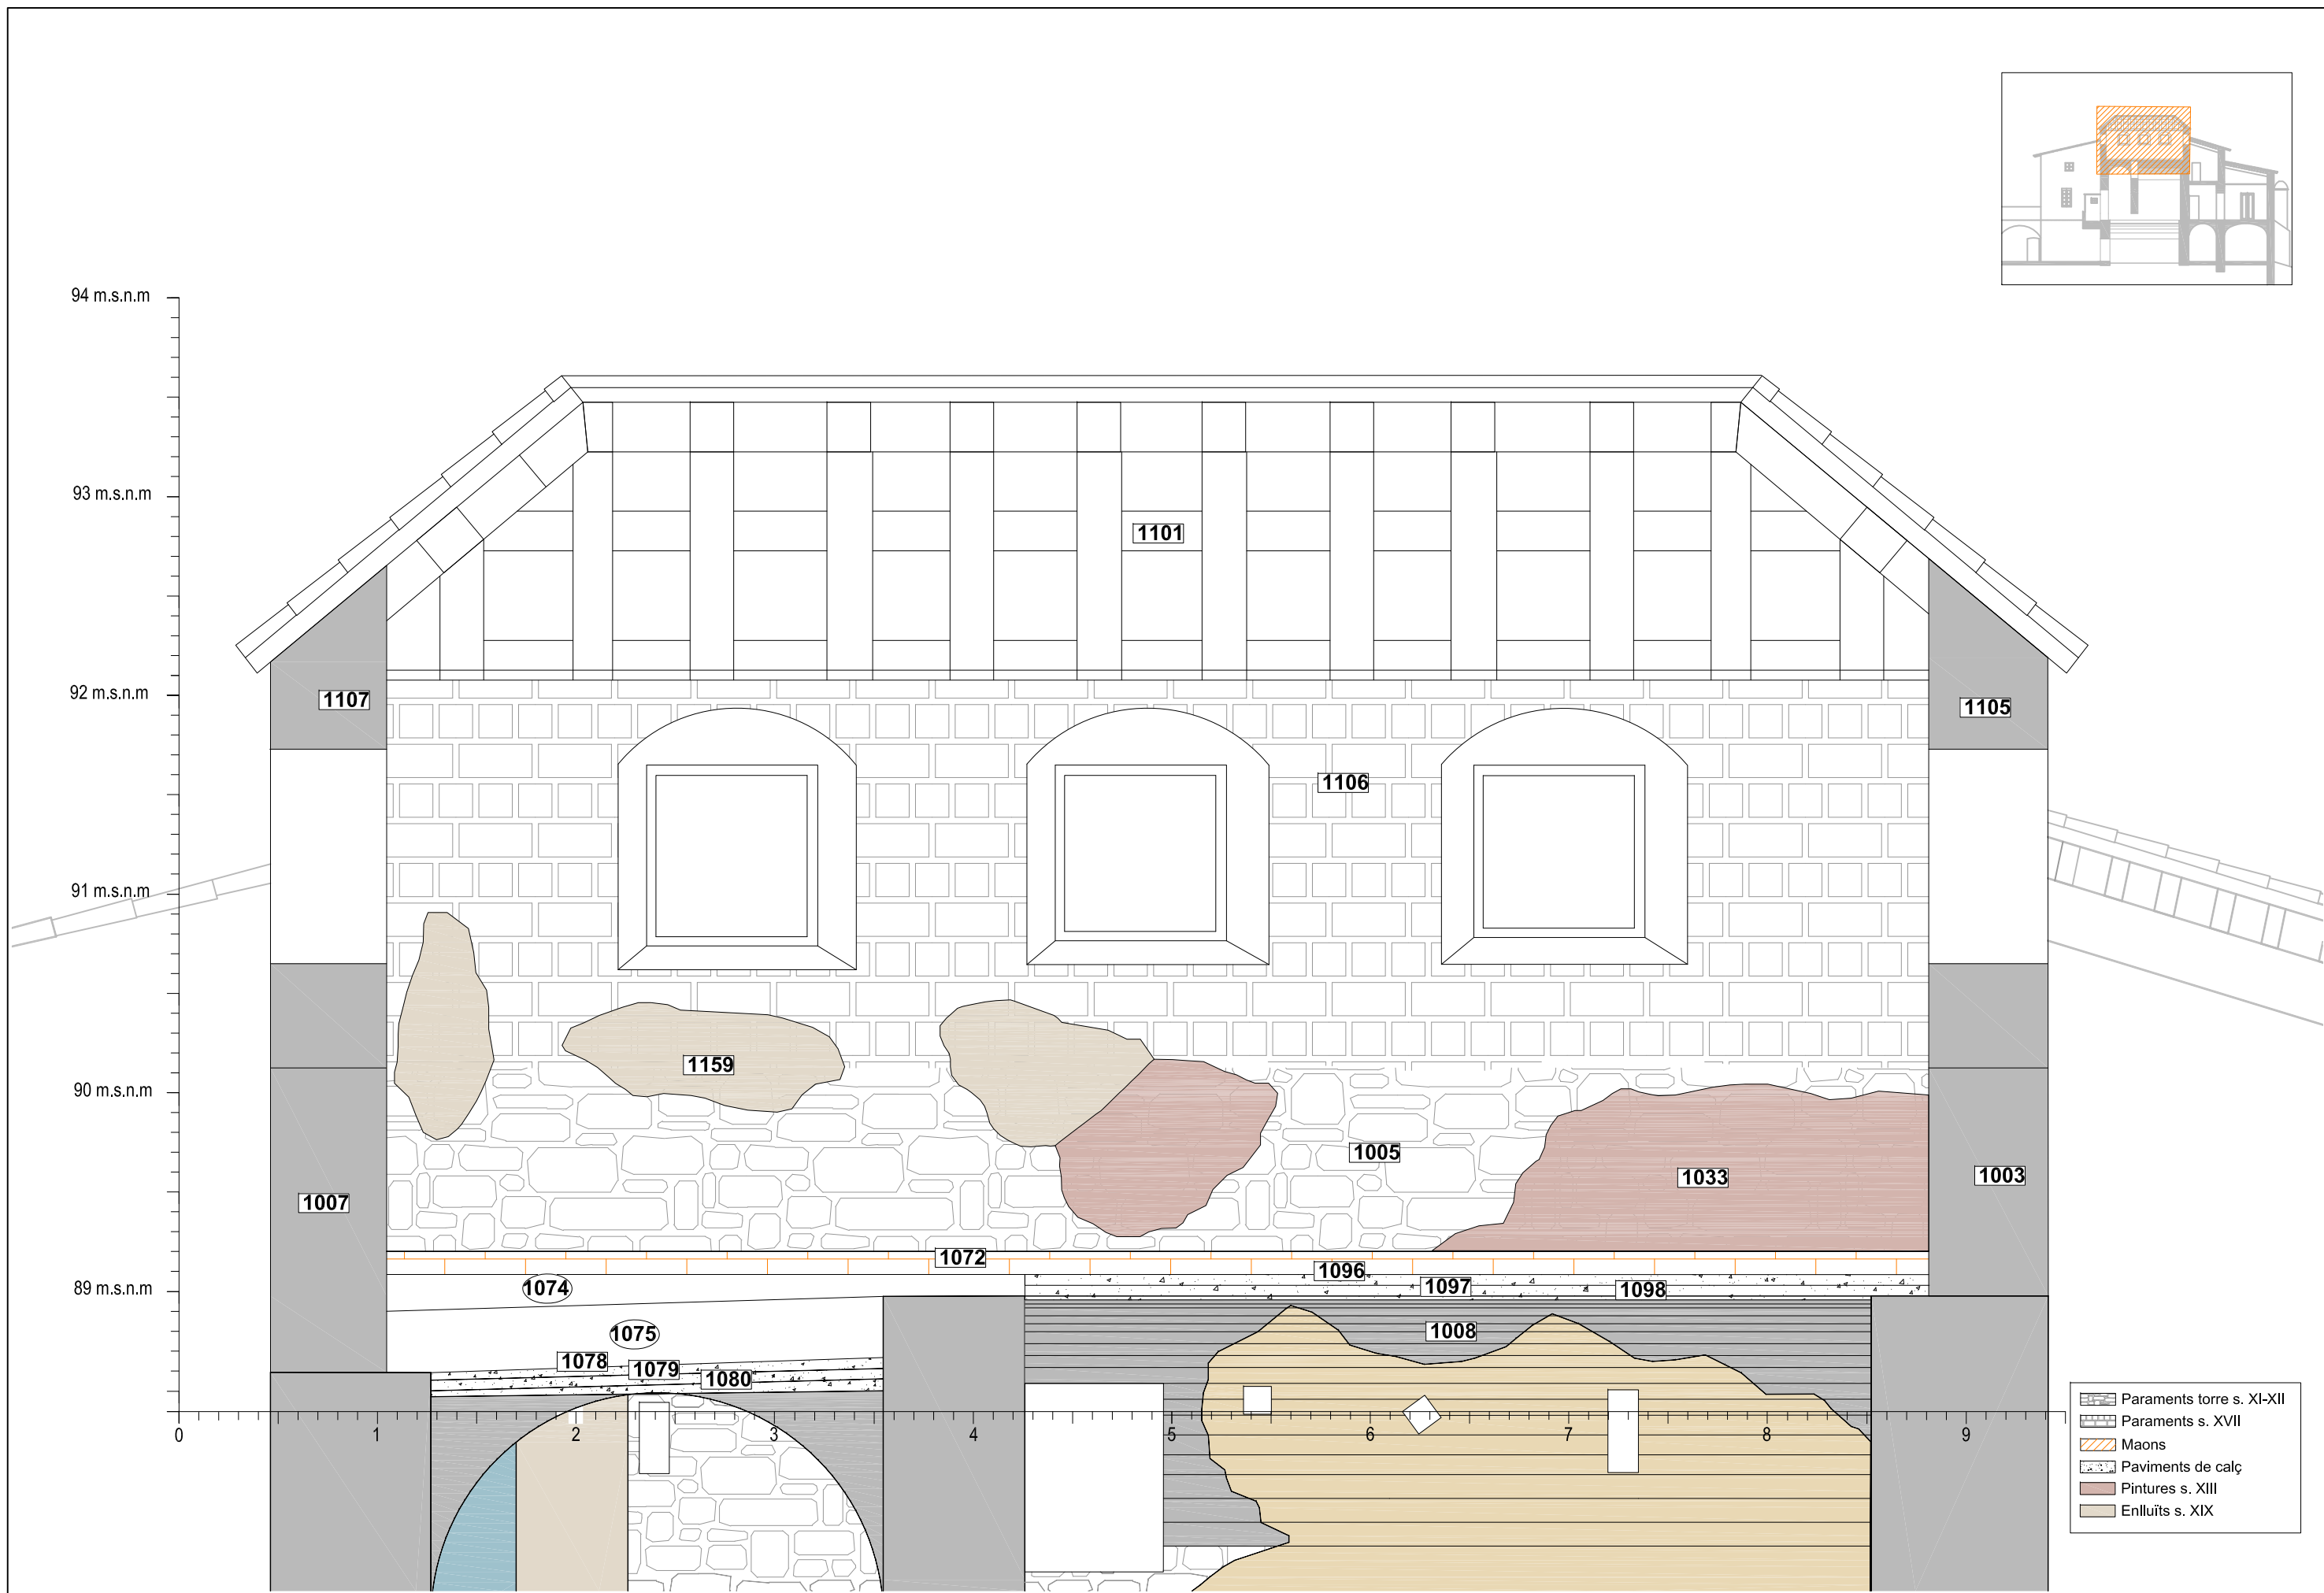 94 m.s.n.m
93 m.s.n.m
1101
92 m.s.n.m
1107
1105
1106
91 m.s.n.m
1159
90 m.s.n.m
1005
1033
1003
1007
1072
1096
89 m.s.n.m
1074
1097
1098
1075
1008
1078
1079
1080
0 1 2 3 4 5 6 7 8 9
Paraments torre s. XI-XII
Paraments s. XVII
Maons
Paviments de calç
Pintures s. XIII
Enlluïts s. XIX